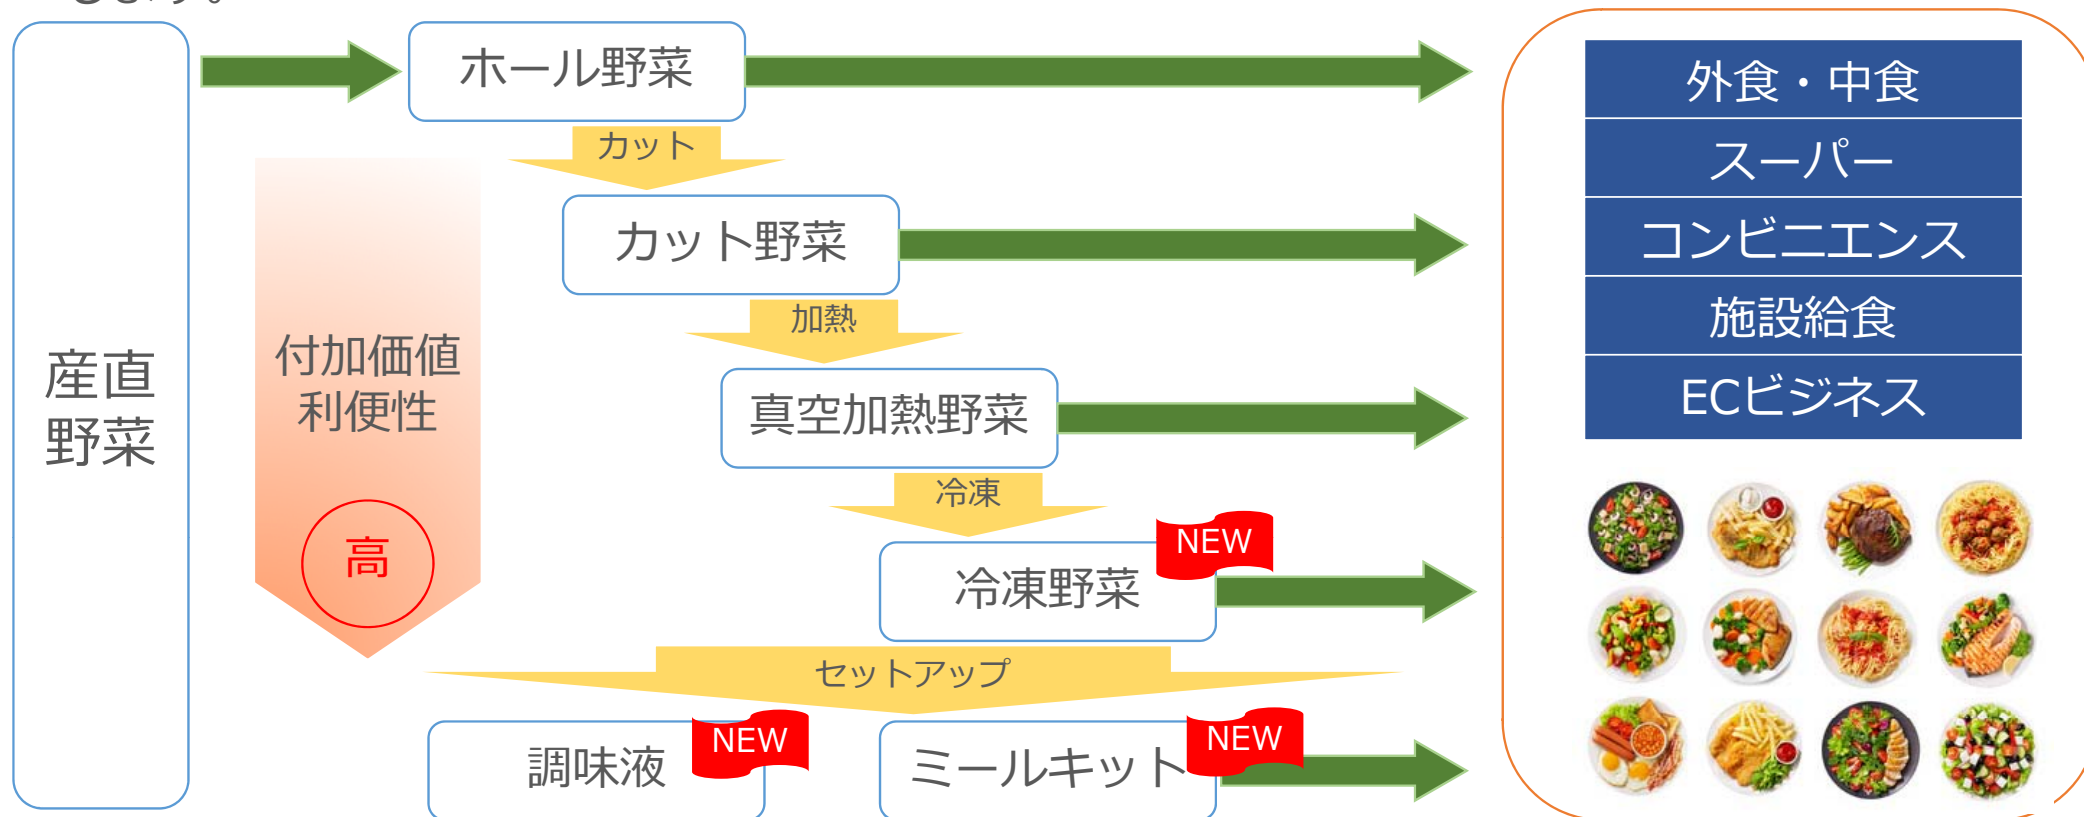 します。
産直
野菜
ホール野菜
カット
カット野菜
加熱
真空加熱野菜
冷凍
冷凍野菜
NEW
セットアップ
調味液
NEW
ミールキット
NEW
付加価値
利便性
高
外食・中食
スーパー
コンビニエンス
施設給食
ECビジネス